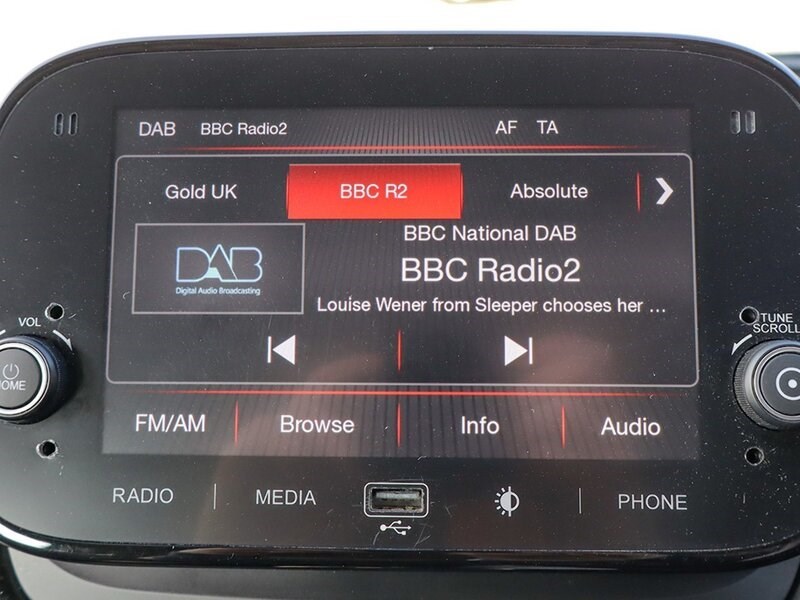 DAB BBC Radio2 AF TA
Gold UK BBC R2 Absolute
BBC National DAB
DAB
BBC Radio2
Digital Audio Broadcasting
Louise Wener from Sleeper chooses her ...
VOL
TUNE
SCROLL
HOME
FM/AM Browse Info Audio
RADIO MEDIA PHONE